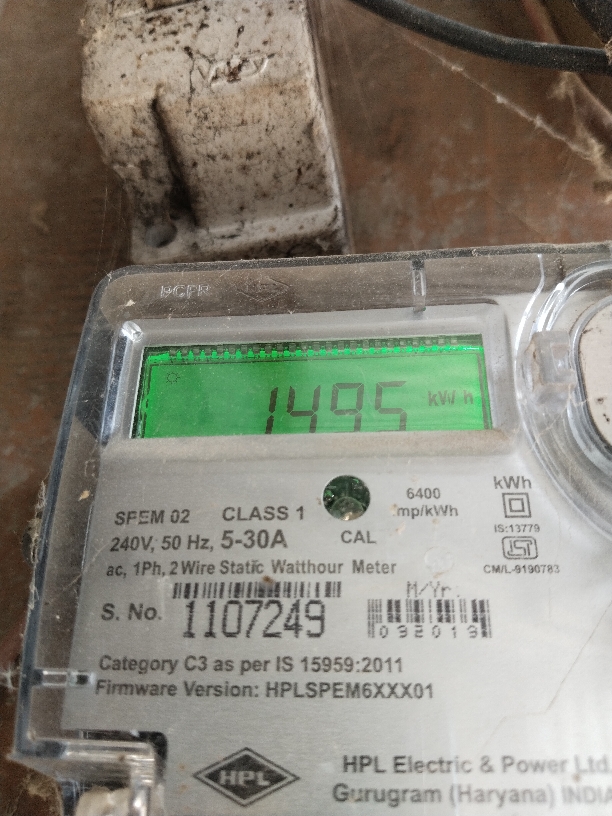 1495 kWh
6400
imp/kWh
kWh
SPEM 02 CLASS 1
CAL
IS:13779
240V, 50 Hz, 5-30A
CM/L-9190783
ac, 1Ph, 2 Wire Static Watthour Meter
M/Yr.
S. No. 1107249
092019
Category C3 as per IS 15959:2011
Firmware Version: HPLSPEM6XXX01
HPL
HPL Electric & Power Ltd.
Gurugram (Haryana) INDIA